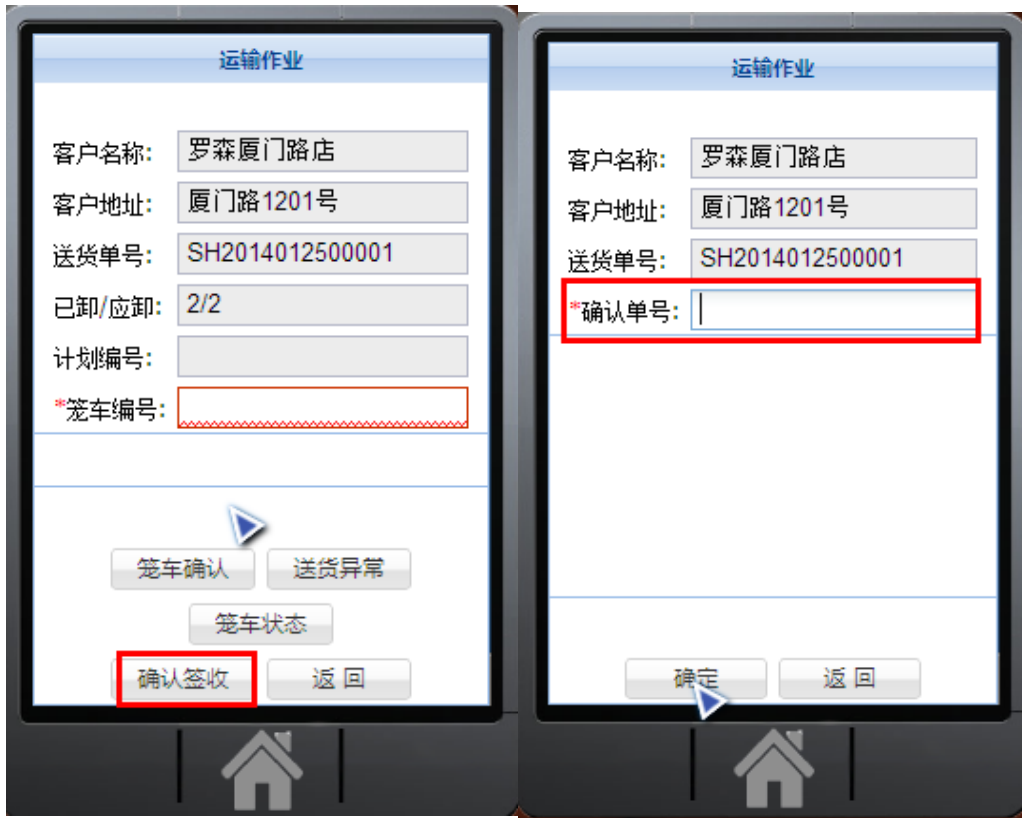 运输作业
客户名称: 罗森厦门路店
客户地址: 厦门路1201号
送货单号: SH2014012500001
已卸/应卸: 2/2
计划编号:
*笼车编号:
笼车确认 送货异常
笼车状态
确认签收 返 回
运输作业
客户名称: 罗森厦门路店
客户地址: 厦门路1201号
送货单号: SH2014012500001
*确认单号:
确定 返 回